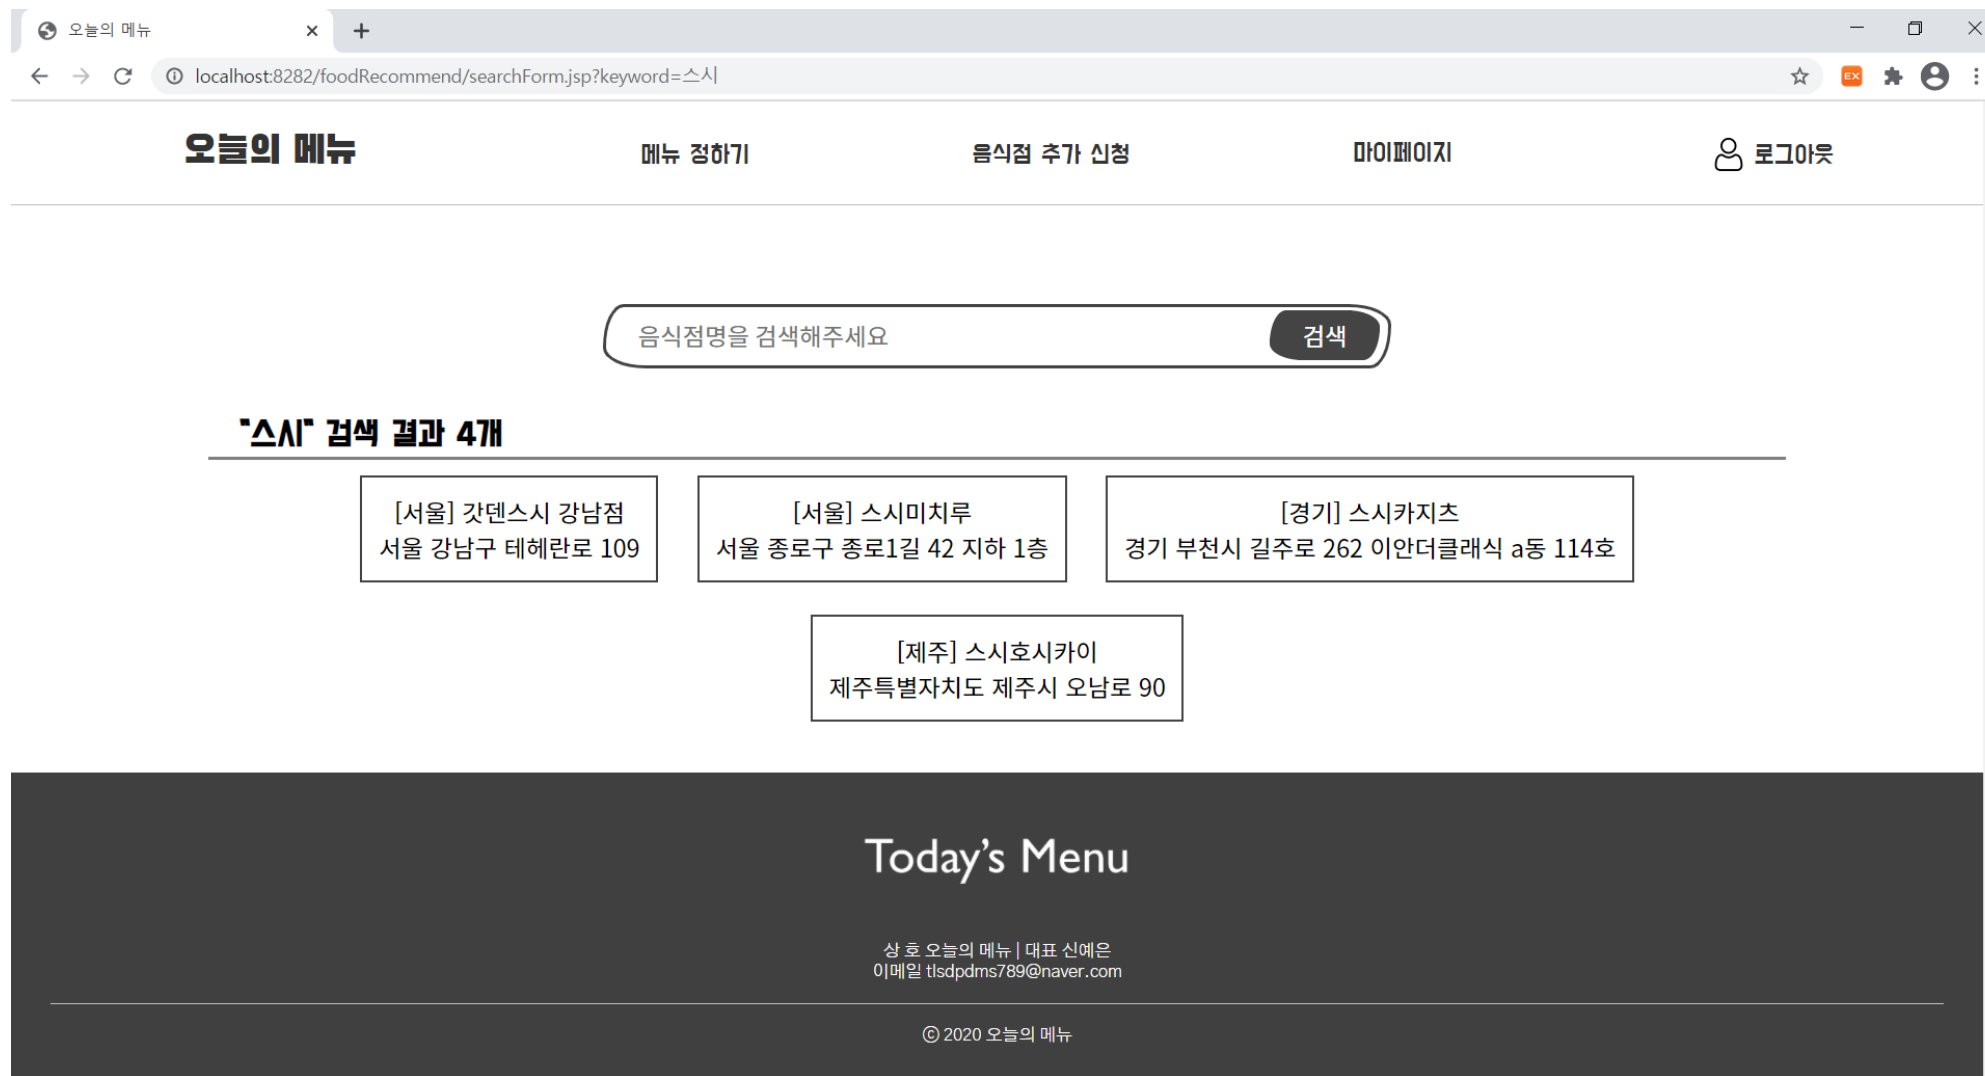 오늘의 메뉴
localhost:8282/foodRecommend/searchForm.jsp?keyword=스시
EX
오늘의 메뉴
메뉴 정하기
음식점 추가 신청
마이페이지
로그아웃
음식점명을 검색해주세요
검색
"스시" 검색 결과 4개
[서울] 갓덴스시 강남점
서울 강남구 테헤란로 109
[서울] 스시미치루
서울 종로구 종로1길 42 지하 1층
[경기] 스시카지츠
경기 부천시 길주로 262 이안더클래식 a동 114호
[제주] 스시호시카이
제주특별자치도 제주시 오남로 90
Today's Menu
상 호 오늘의 메뉴 | 대표 신예은
이메일 tlsdpdms789@naver.com
ⓒ 2020 오늘의 메뉴